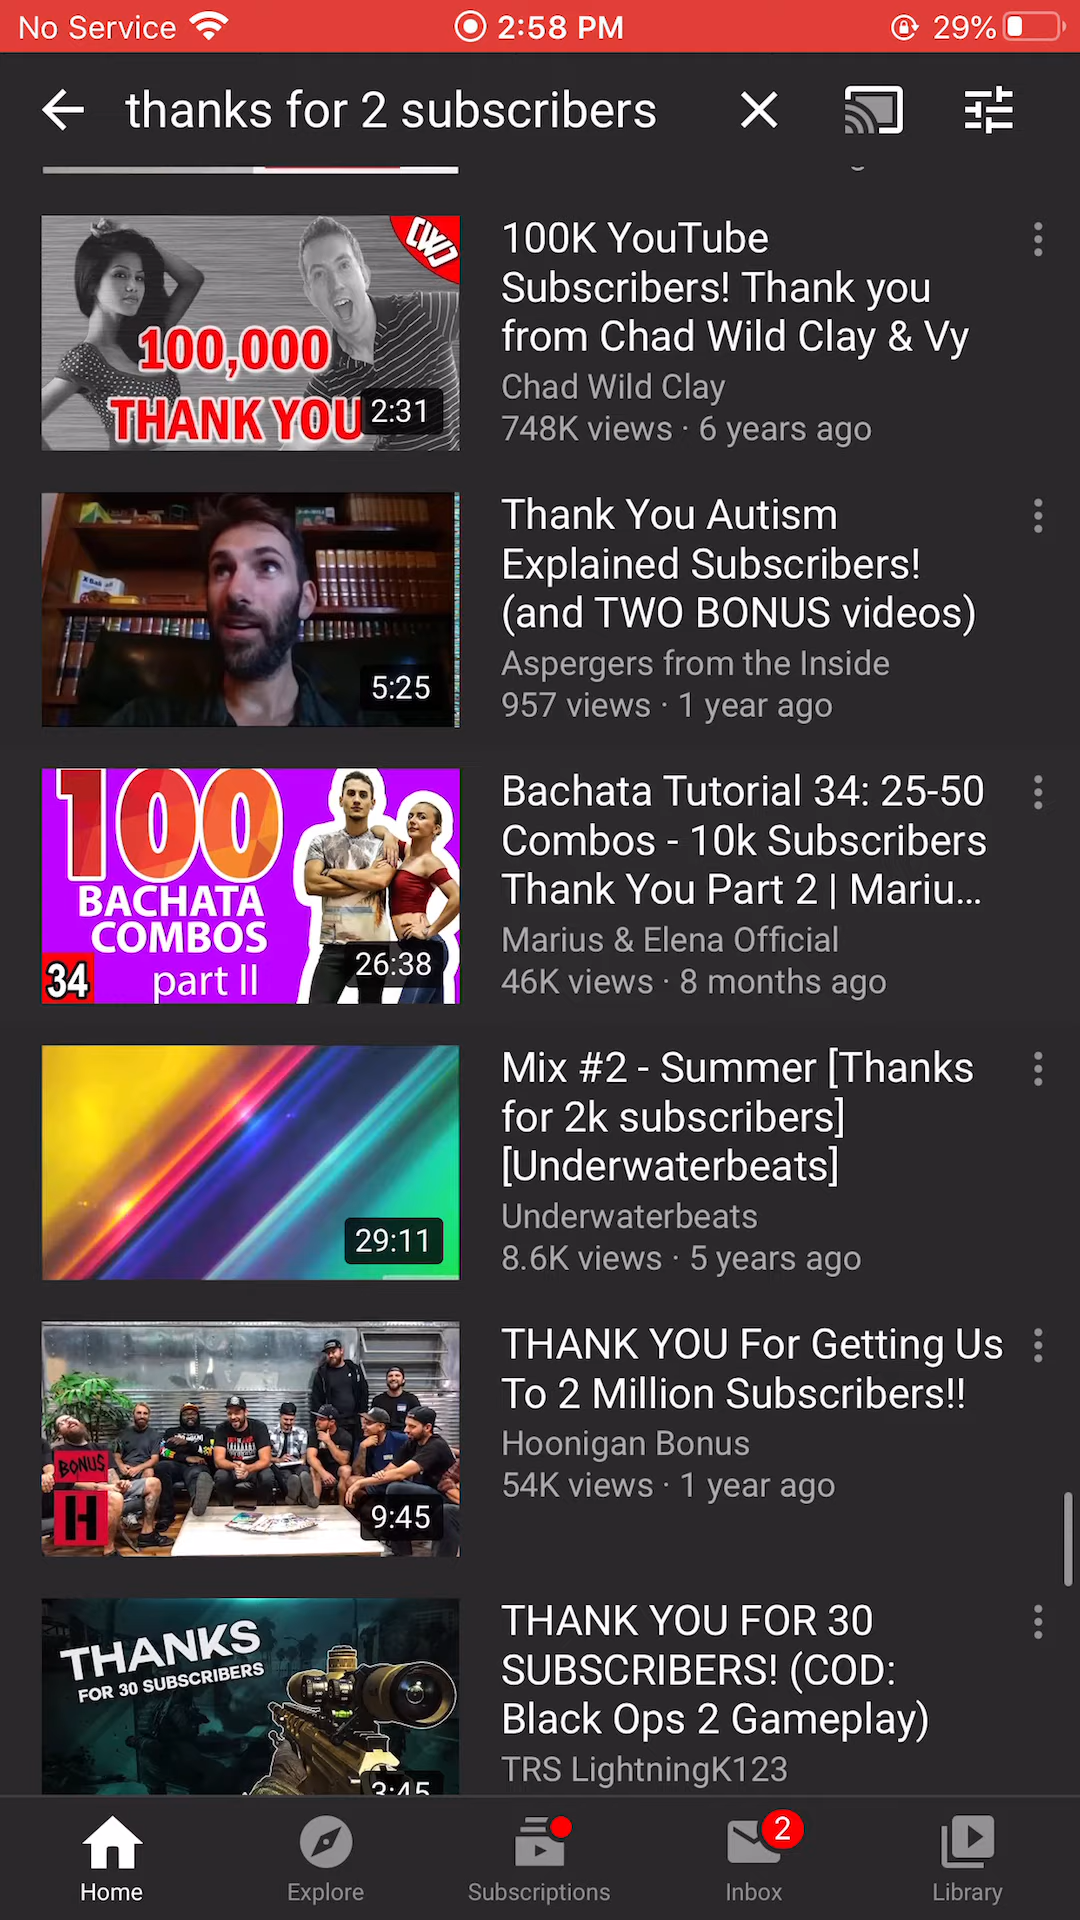 No Service 2:58 PM 29%
thanks for 2 subscribers
100,000
THANK YOU
2:31
100K YouTube
Subscribers! Thank you
from Chad Wild Clay & Vy
Chad Wild Clay
748K views · 6 years ago
5:25
Thank You Autism
Explained Subscribers!
(and TWO BONUS videos)
Aspergers from the Inside
957 views · 1 year ago
100
BACHATA
COMBOS
34 part II
26:38
Bachata Tutorial 34: 25-50
Combos - 10k Subscribers
Thank You Part 2 | Mariu...
Marius & Elena Official
46K views · 8 months ago
29:11
Mix #2 - Summer [Thanks
for 2k subscribers]
[Underwaterbeats]
Underwaterbeats
8.6K views · 5 years ago
BONUS
H
9:45
THANK YOU For Getting Us
To 2 Million Subscribers!!
Hoonigan Bonus
54K views · 1 year ago
THANKS
FOR 30 SUBSCRIBERS
3:45
THANK YOU FOR 30
SUBSCRIBERS! (COD:
Black Ops 2 Gameplay)
TRS LightningK123
2
Home Explore Subscriptions Inbox Library